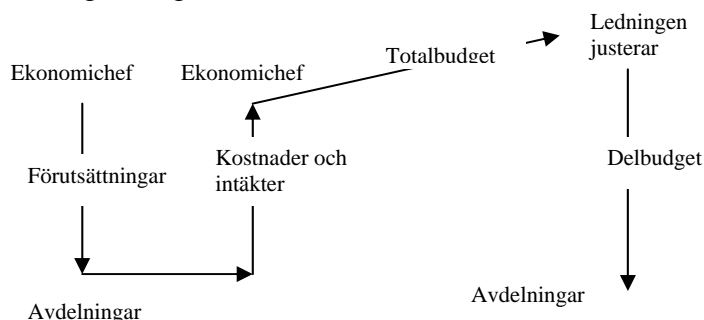 Ledningen
justerar
Totalbudget
Ekonomichef
Ekonomichef
Kostnader och
intäkter
Delbudget
Förutsättningar
Avdelningar
Avdelningar